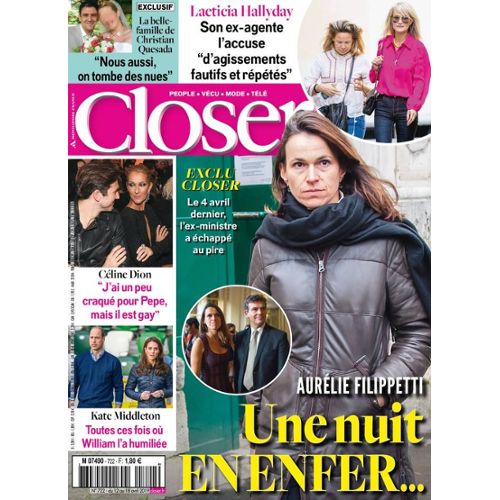 EXCLUSIF
La belle-
famille de
Christian
Quesada
"Nous aussi,
on tombe des nues"
Laeticia Hallyday
Son ex-agente
l'accuse
"d'agissements
fautifs et répétés"
PEOPLE • VÉCU • MODE • TÉLÉ
Closer
EXCLU
CLOSER
Le 4 avril
dernier,
l'ex-ministre
a échappé
au pire
Céline Dion
"J'ai un peu
craqué pour Pepe,
mais il est gay"
Kate Middleton
Toutes ces fois où
William l'a humiliée
AURÉLIE FILIPPETTI
Une nuit
EN ENFER...
M 07490 - 722 - F: 1,80 €